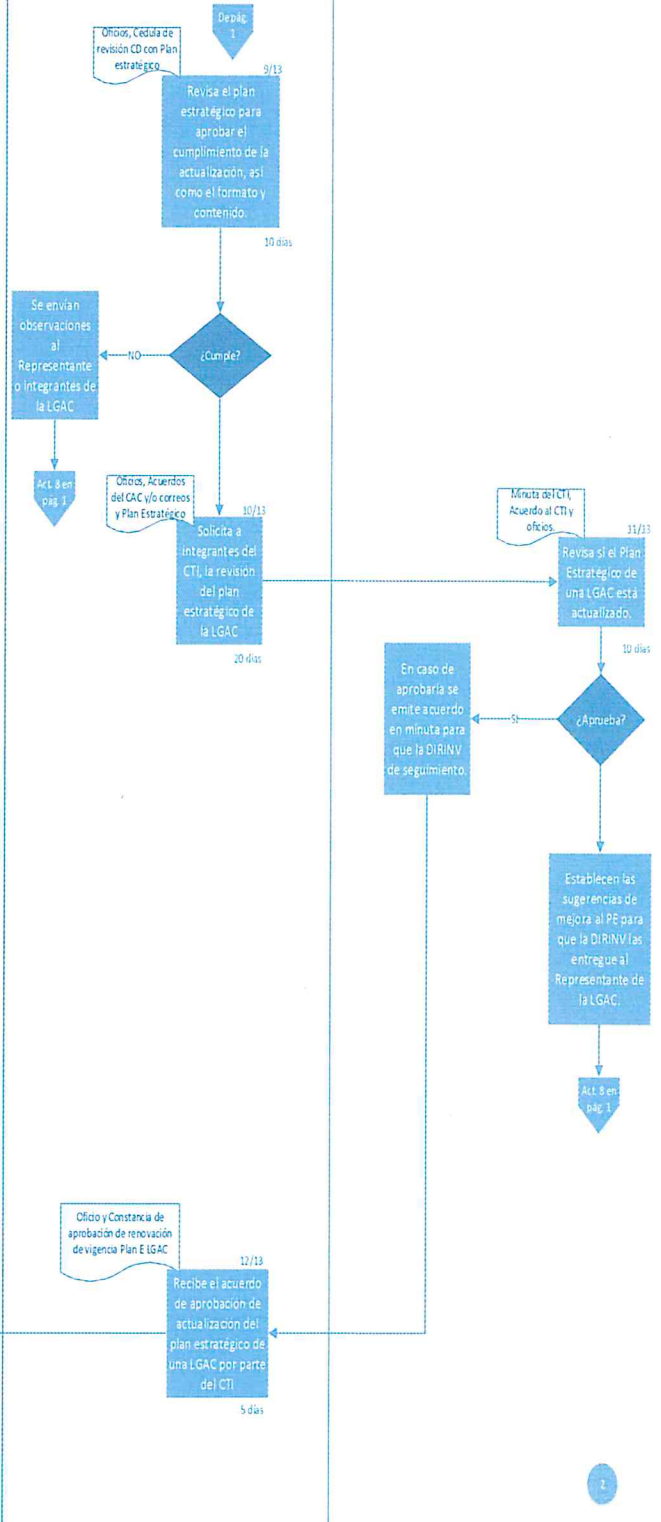 De pág.
1
Oficios, Cédula de
revisión CD con Plan
estratégico
9/13
Revisa el plan
estratégico para
aprobar el
cumplimiento de la
actualización, así
como el formato y
contenido.
10 días
¿Cumple?
NO
Se envían
observaciones
al
Representante
o integrantes de
la LGAC
Act. 8 en
pág. 1
Oficios, Acuerdos
del CAC y/o correos
y Plan Estratégico
10/13
Solicita a
integrantes del
CTI, la revisión
del plan
estratégico de
la LGAC
20 días
Minuta del CTI,
Acuerdo al CTI y
oficios.
11/13
Revisa si el Plan
Estratégico de
una LGAC está
actualizado.
10 días
¿Aprueba?
SI
En caso de
aprobarla se
emite acuerdo
en minuta para
que la DIRINV
de seguimiento.
Establecen las
sugerencias de
mejora al PE para
que la DIRINV las
entregue al
Representante de
la LGAC.
Act. 8 en
pág. 1
Oficio y Constancia de
aprobación de renovación
de vigencia Plan E LGAC
12/13
Recibe el acuerdo
de aprobación de
actualización del
plan estratégico de
una LGAC por parte
del CTI
5 días
2